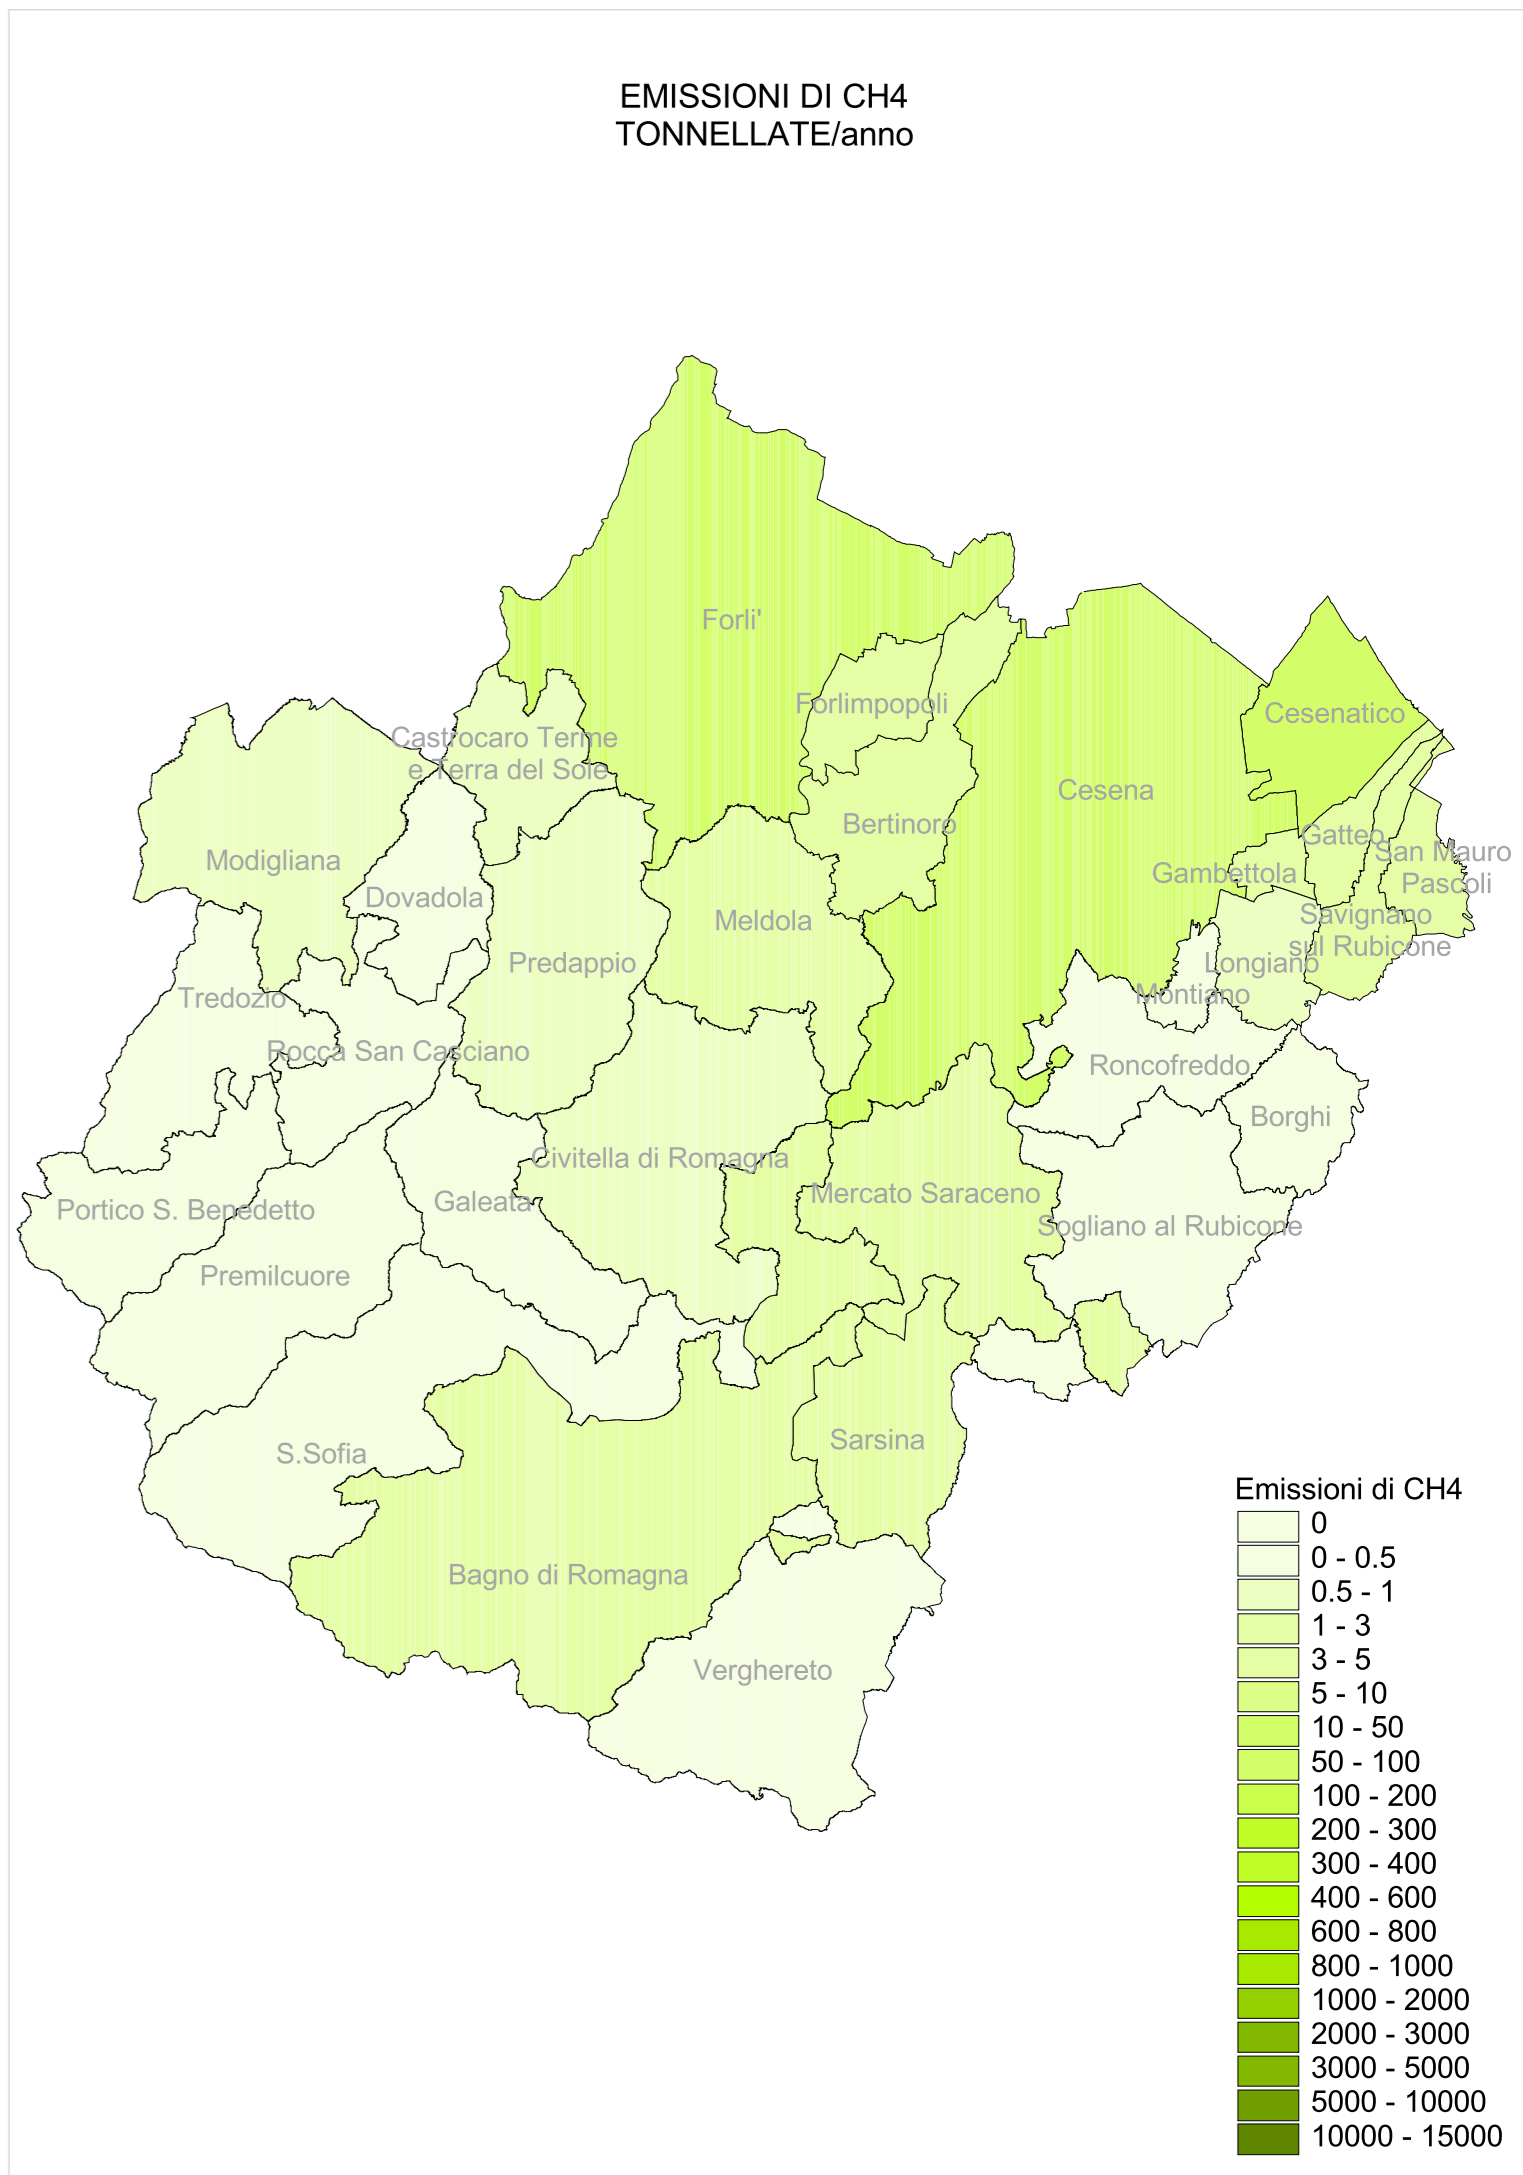 EMISSIONI DI CH4
TONNELLATE/anno
Forli'
Forlimpopoli
Cesenatico
Castrocaro Terme
e Terra del Sole
Cesena
Bertinoro
Gatteo
San Mauro
Pascoli
Modigliana
Gambettola
Dovadola
Meldola
Savignano
sul Rubicone
Predappio
Longiano
Tredozio
Montiano
Rocca San Casciano
Roncofreddo
Borghi
Civitella di Romagna
Mercato Saraceno
Galeata
Portico S. Benedetto
Sogliano al Rubicone
Premilcuore
Sarsina
S.Sofia
Bagno di Romagna
Verghereto
Emissioni di CH4
0
0 - 0.5
0.5 - 1
1 - 3
3 - 5
5 - 10
10 - 50
50 - 100
100 - 200
200 - 300
300 - 400
400 - 600
600 - 800
800 - 1000
1000 - 2000
2000 - 3000
3000 - 5000
5000 - 10000
10000 - 15000